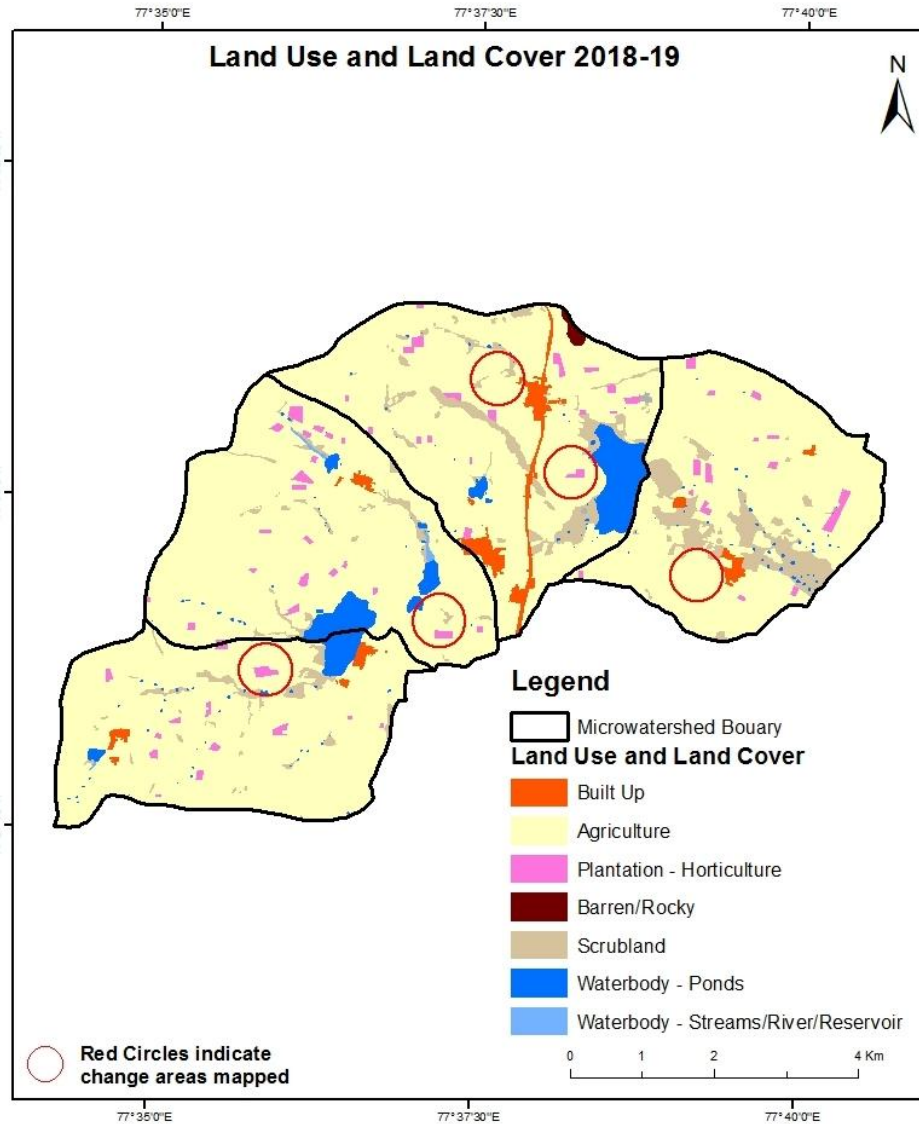 77°35'0"E
77°37'30"E
77°40'0"E
Land Use and Land Cover 2018-19
N
Legend
Microwatershed Bouary
Land Use and Land Cover
Built Up
Agriculture
Plantation - Horticulture
Barren/Rocky
Scrubland
Waterbody - Ponds
Waterbody - Streams/River/Reservoir
Red Circles indicate
change areas mapped
0 1 2 4 Km
77°35'0"E
77°37'30"E
77°40'0"E